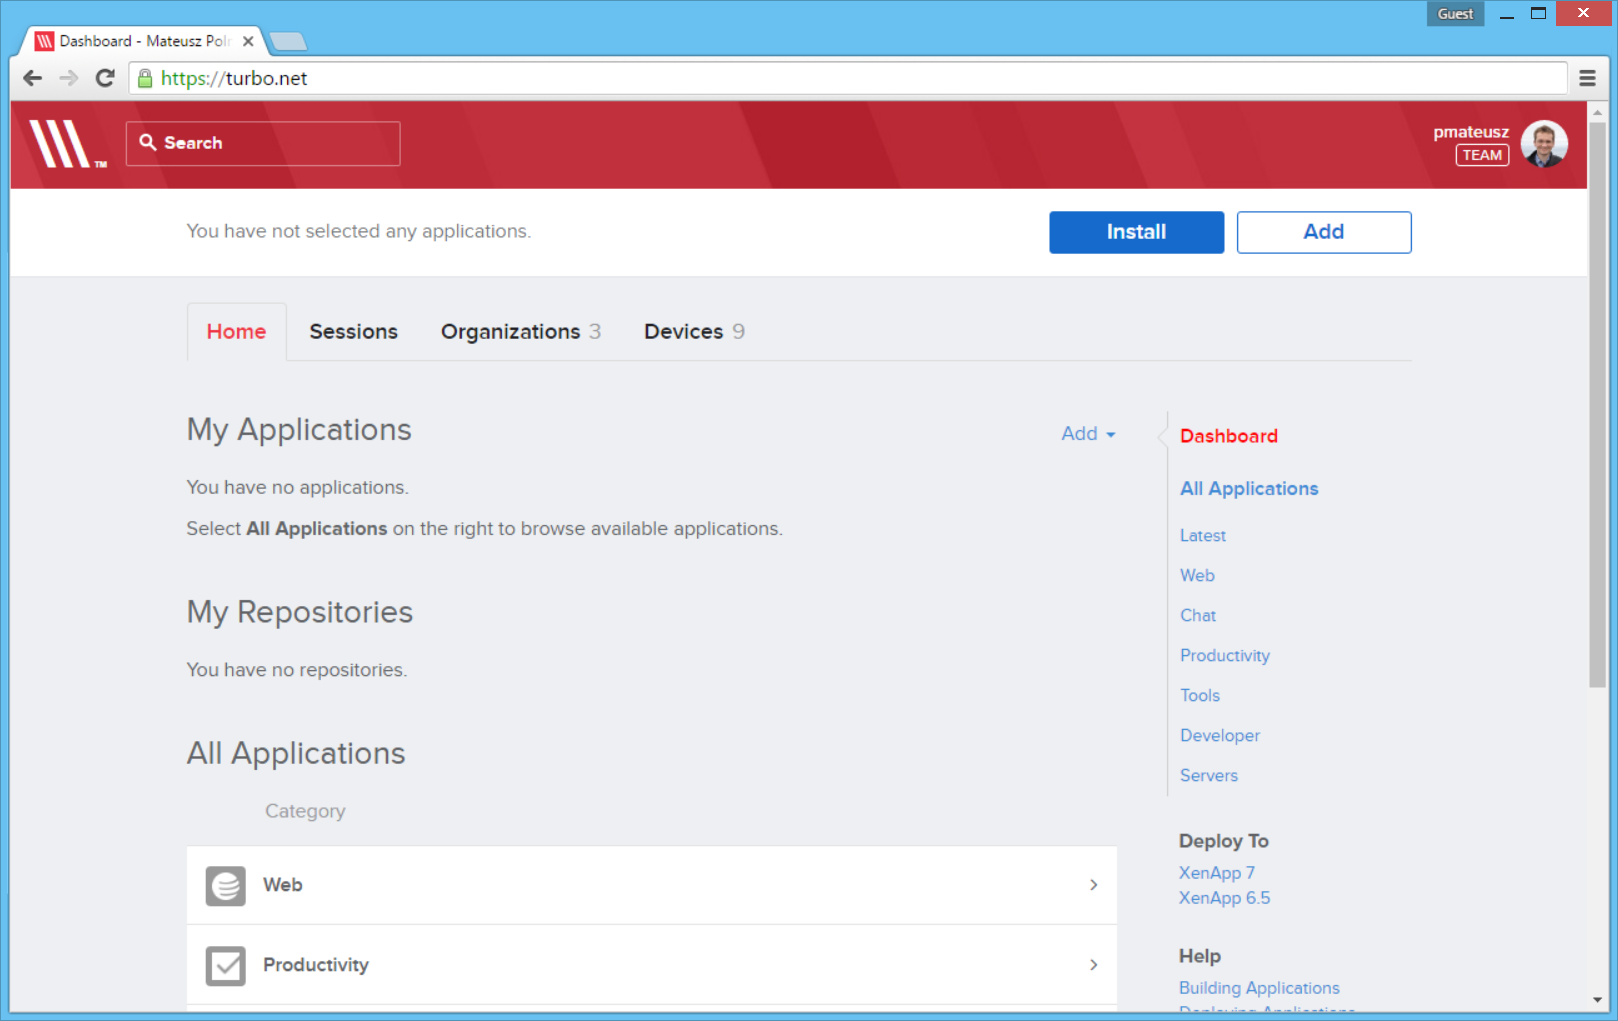 Guest
Dashboard - Mateusz Pol
https://turbo.net
TM
Search
pmateusz
TEAM
You have not selected any applications.
Install
Add
Home
Sessions
Organizations 3
Devices 9
My Applications
Add
You have no applications.
Select All Applications on the right to browse available applications.
My Repositories
You have no repositories.
All Applications
Category
Web
Productivity
Dashboard
All Applications
Latest
Web
Chat
Productivity
Tools
Developer
Servers
Deploy To
XenApp 7
XenApp 6.5
Help
Building Applications
Deploying Applications